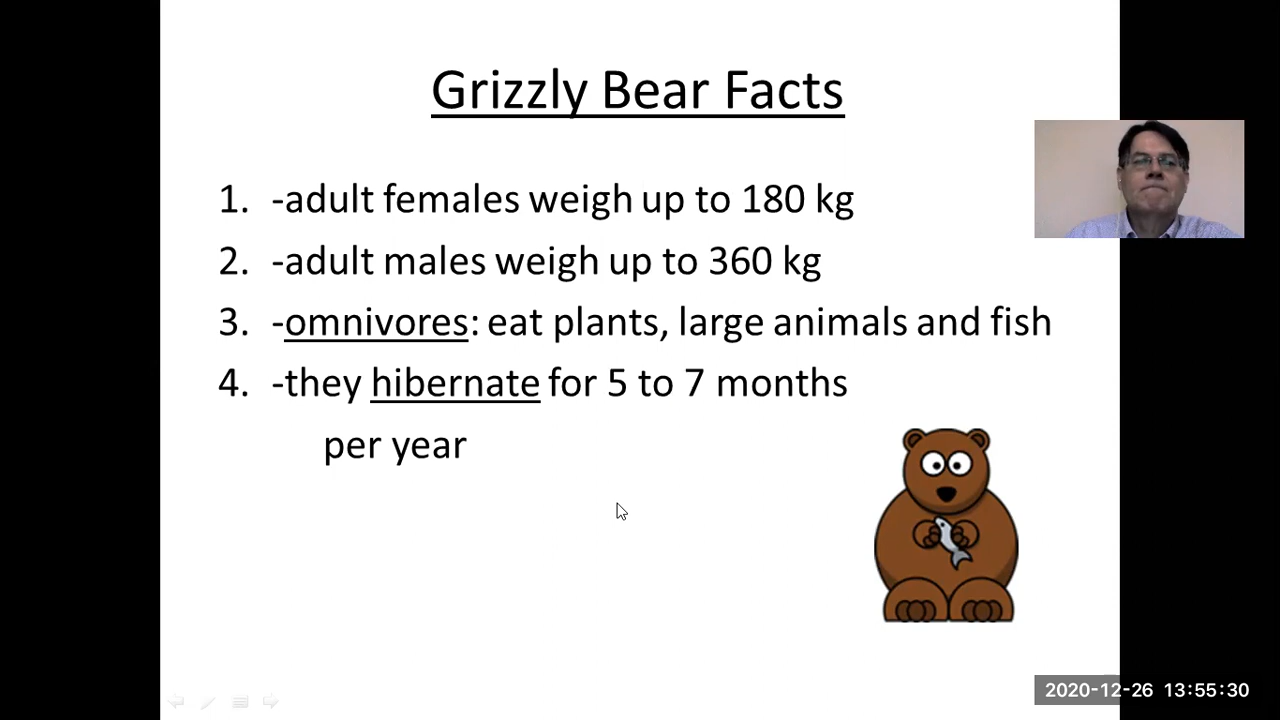 Grizzly Bear Facts
1. -adult females weigh up to 180 kg
2. -adult males weigh up to 360 kg
3. -omnivores: eat plants, large animals and fish
4. -they hibernate for 5 to 7 months
per year
2020-12-26 13:55:30